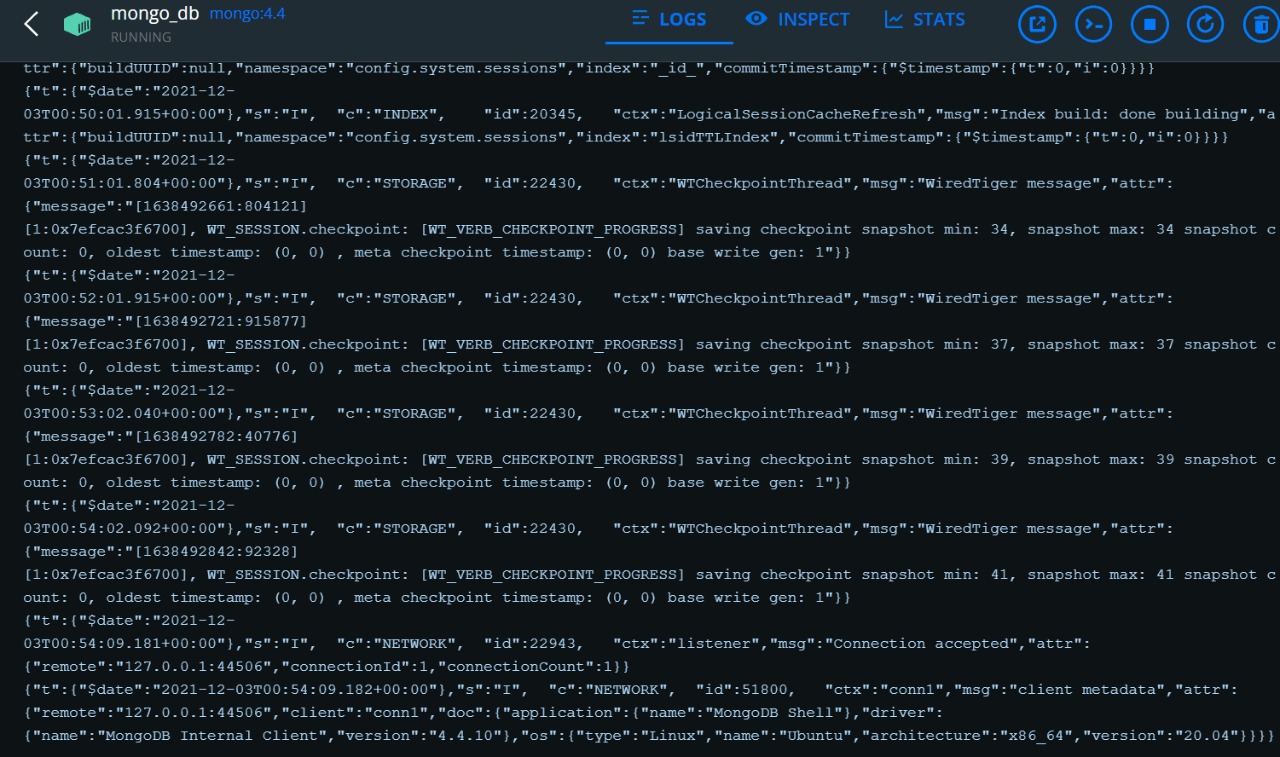 mongo_db mongo:4.4
RUNNING
LOGS
INSPECT
STATS
ttr":{"buildUUID":null,"namespace":"config.system.sessions","index":"_id_","commitTimestamp":{"$timestamp":{"t":0,"i":0}}}}
{"t":{"$date":"2021-12-
03T00:50:01.915+00:00"},"s":"I", "c":"INDEX", "id":20345, "ctx":"LogicalSessionCacheRefresh","msg":"Index build: done building","a
ttr":{"buildUUID":null,"namespace":"config.system.sessions","index":"lsidTTLIndex","commitTimestamp":{"$timestamp":{"t":0,"i":0}}}}
{"t":{"$date":"2021-12-
03T00:51:01.804+00:00"},"s":"I", "c":"STORAGE", "id":22430, "ctx":"WTCheckpointThread","msg":"WiredTiger message","attr":
{"message":"[1638492661:804121]
[1:0x7efcac3f6700], WT_SESSION.checkpoint: [WT_VERB_CHECKPOINT_PROGRESS] saving checkpoint snapshot min: 34, snapshot max: 34 snapshot c
ount: 0, oldest timestamp: (0, 0) , meta checkpoint timestamp: (0, 0) base write gen: 1"}}
{"t":{"$date":"2021-12-
03T00:52:01.915+00:00"},"s":"I", "c":"STORAGE", "id":22430, "ctx":"WTCheckpointThread","msg":"WiredTiger message","attr":
{"message":"[1638492721:915877]
[1:0x7efcac3f6700], WT_SESSION.checkpoint: [WT_VERB_CHECKPOINT_PROGRESS] saving checkpoint snapshot min: 37, snapshot max: 37 snapshot c
ount: 0, oldest timestamp: (0, 0) , meta checkpoint timestamp: (0, 0) base write gen: 1"}}
{"t":{"$date":"2021-12-
03T00:53:02.040+00:00"},"s":"I", "c":"STORAGE", "id":22430, "ctx":"WTCheckpointThread","msg":"WiredTiger message","attr":
{"message":"[1638492782:40776]
[1:0x7efcac3f6700], WT_SESSION.checkpoint: [WT_VERB_CHECKPOINT_PROGRESS] saving checkpoint snapshot min: 39, snapshot max: 39 snapshot c
ount: 0, oldest timestamp: (0, 0) , meta checkpoint timestamp: (0, 0) base write gen: 1"}}
{"t":{"$date":"2021-12-
03T00:54:02.092+00:00"},"s":"I", "c":"STORAGE", "id":22430, "ctx":"WTCheckpointThread","msg":"WiredTiger message","attr":
{"message":"[1638492842:92328]
[1:0x7efcac3f6700], WT_SESSION.checkpoint: [WT_VERB_CHECKPOINT_PROGRESS] saving checkpoint snapshot min: 41, snapshot max: 41 snapshot c
ount: 0, oldest timestamp: (0, 0) , meta checkpoint timestamp: (0, 0) base write gen: 1"}}
{"t":{"$date":"2021-12-
03T00:54:09.181+00:00"},"s":"I", "c":"NETWORK", "id":22943, "ctx":"listener","msg":"Connection accepted","attr":
{"remote":"127.0.0.1:44506","connectionId":1,"connectionCount":1}}
{"t":{"$date":"2021-12-03T00:54:09.182+00:00"},"s":"I", "c":"NETWORK", "id":51800, "ctx":"conn1","msg":"client metadata","attr":
{"remote":"127.0.0.1:44506","client":"conn1","doc":{"application":{"name":"MongoDB Shell"},"driver":
{"name":"MongoDB Internal Client","version":"4.4.10"},"os":{"type":"Linux","name":"Ubuntu","architecture":"x86_64","version":"20.04"}}}}